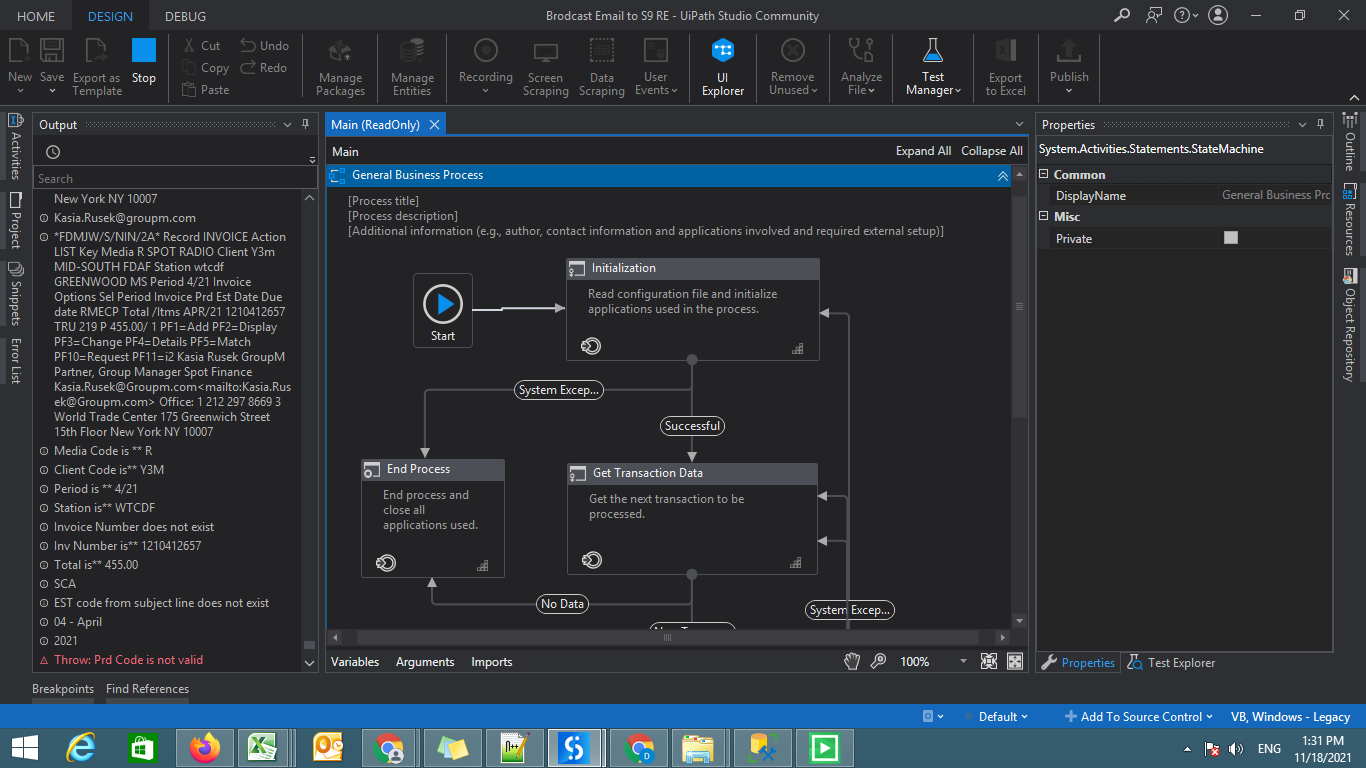 HOME
DESIGN
DEBUG
Brodcast Email to S9 RE - UiPath Studio Community
New
Save
Export as
Template
Stop
Cut
Copy
Paste
Undo
Redo
Manage
Packages
Manage
Entities
Recording
Screen
Scraping
Data
Scraping
User
Events
UI
Explorer
Remove
Unused
Analyze
File
Test
Manager
Export
to Excel
Publish
Activities
Project
Snippets
Error List
Output
Search
New York NY 10007
Kasia.Rusek@groupm.com
*FDMJW/S/NIN/2A* Record INVOICE Action
LIST Key Media R SPOT RADIO Client Y3m
MID-SOUTH FDAF Station wtcdf
GREENWOOD MS Period 4/21 Invoice
Options Sel Period Invoice Prd Est Date Due
date RMECP Total /Itms APR/21 1210412657
TRU 219 P 455.00/ 1 PF1=Add PF2=Display
PF3=Change PF4=Details PF5=Match
PF10=Request PF11=i2 Kasia Rusek GroupM
Partner, Group Manager Spot Finance
Kasia.Rusek@Groupm.com<mailto:Kasia.Rus
ek@Groupm.com> Office: 1 212 297 8669 3
World Trade Center 175 Greenwich Street
15th Floor New York NY 10007
Media Code is ** R
Client Code is** Y3M
Period is ** 4/21
Station is** WTCDF
Invoice Number does not exist
Inv Number is** 1210412657
Total is** 455.00
SCA
EST code from subject line does not exist
04 - April
2021
Throw: Prd Code is not valid
Breakpoints
Find References
Main (ReadOnly)
Main
Expand All
Collapse All
General Business Process
[Process title]
[Process description]
[Additional information (e.g., author, contact information and applications involved and required external setup)]
Start
Initialization
Read configuration file and initialize
applications used in the process.
System Excep...
Successful
End Process
End process and
close all
applications used.
Get Transaction Data
Get the next transaction to be
processed.
No Data
System Excep...
Variables
Arguments
Imports
100%
Properties
System.Activities.Statements.StateMachine
Common
DisplayName
General Business Prc
Misc
Private
Properties
Test Explorer
Outline
Resources
Object Repository
Default
Add To Source Control
VB, Windows - Legacy
ENG
1:31 PM
11/18/2021